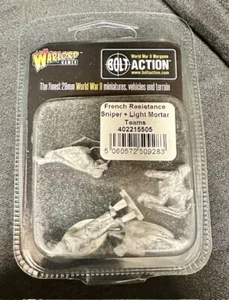 WARLORD
GAMES
World War II Wargame
BOLT ACTION
www.boltaction.com
The finest 28mm World War II miniatures, vehicles and terrain
French Resistance
Sniper + Light Mortar
Teams
402215505
5 060572 509283